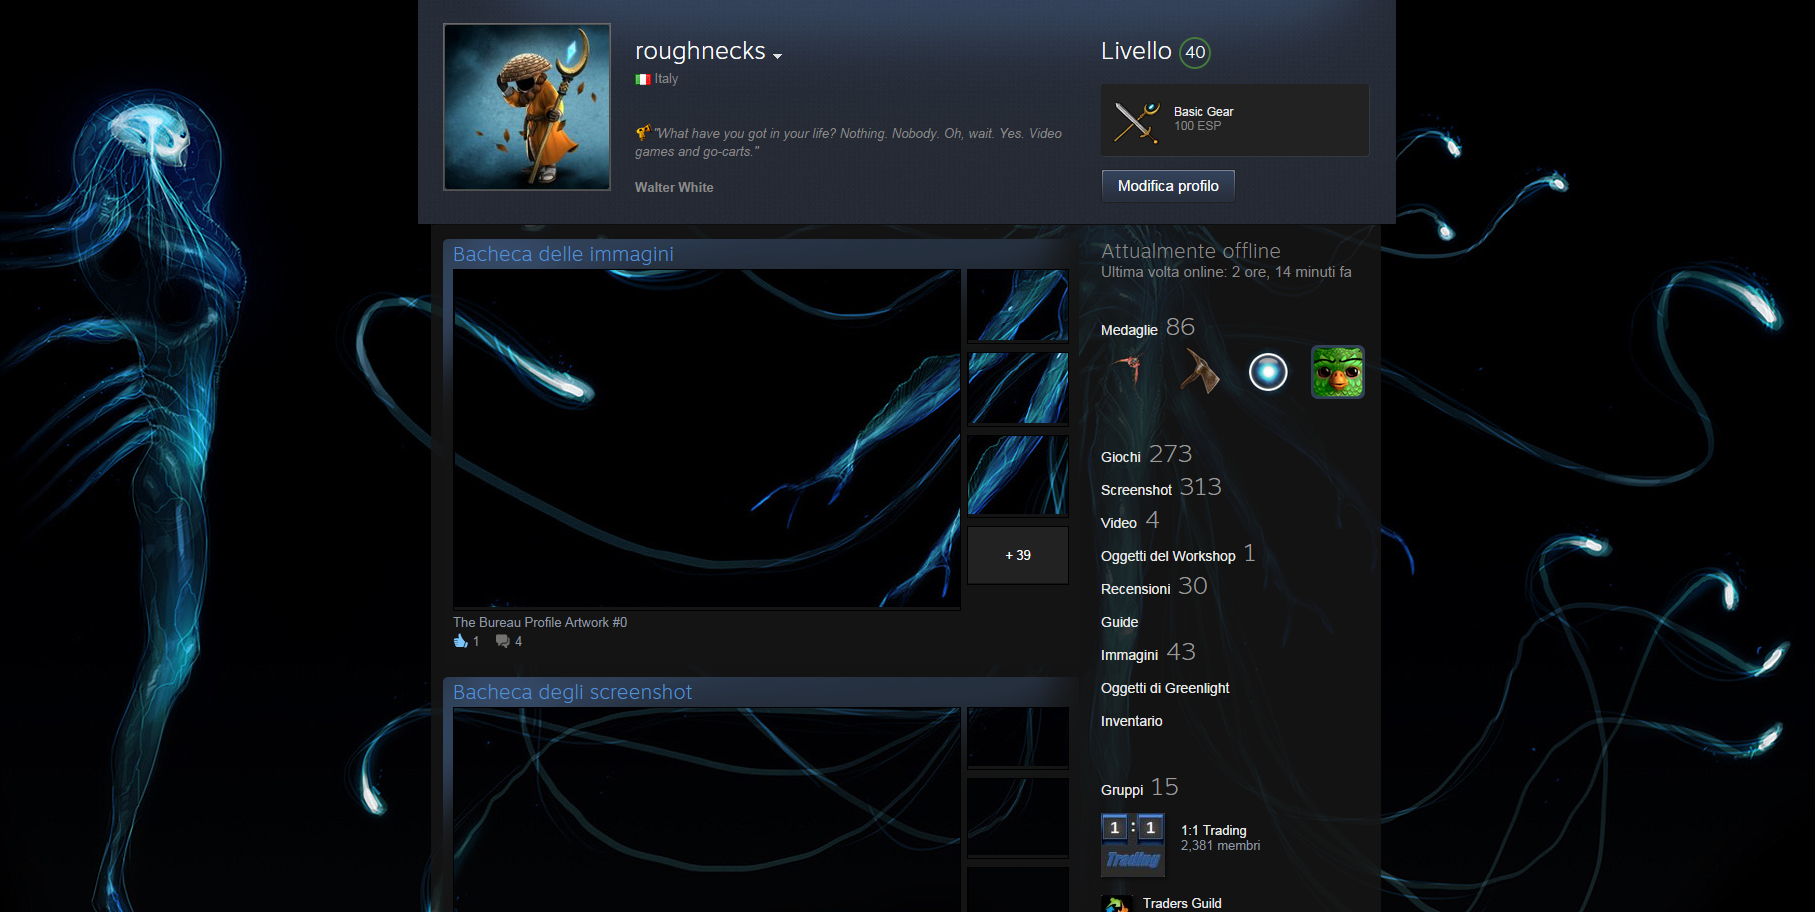 roughnecks
Italy
"What have you got in your life? Nothing. Nobody. Oh, wait. Yes. Video
games and go-carts."
Walter White
Livello 40
Basic Gear
100 ESP
Modifica profilo
Bacheca delle immagini
+ 39
The Bureau Profile Artwork #0
1 4
Bacheca degli screenshot
Attualmente offline
Ultima volta online: 2 ore, 14 minuti fa
Medaglie 86
Giochi 273
Screenshot 313
Video 4
Oggetti del Workshop 1
Recensioni 30
Guide
Immagini 43
Oggetti di Greenlight
Inventario
Gruppi 15
1 : 1
Trading
1:1 Trading
2,381 membri
Traders Guild